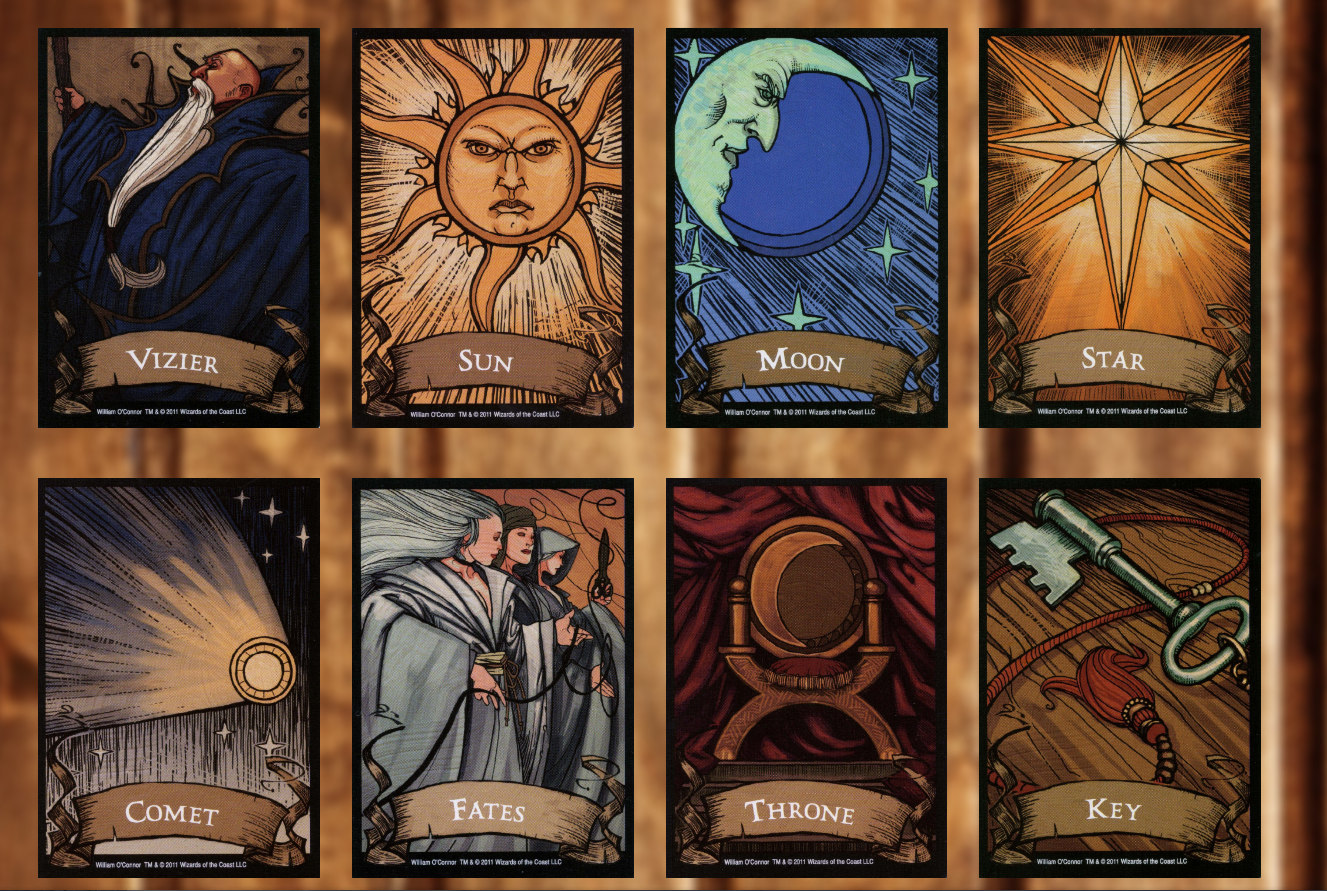 Vizier
William O'Connor TM & © 2011 Wizards of the Coast LLC
Sun
William O'Connor TM & © 2011 Wizards of the Coast LLC
Moon
William O'Connor TM & © 2011 Wizards of the Coast LLC
Star
William O'Connor TM & © 2011 Wizards of the Coast LLC
Comet
William O'Connor TM & © 2011 Wizards of the Coast LLC
Fates
William O'Connor TM & © 2011 Wizards of the Coast LLC
Throne
William O'Connor TM & © 2011 Wizards of the Coast LLC
Key
William O'Connor TM & © 2011 Wizards of the Coast LLC